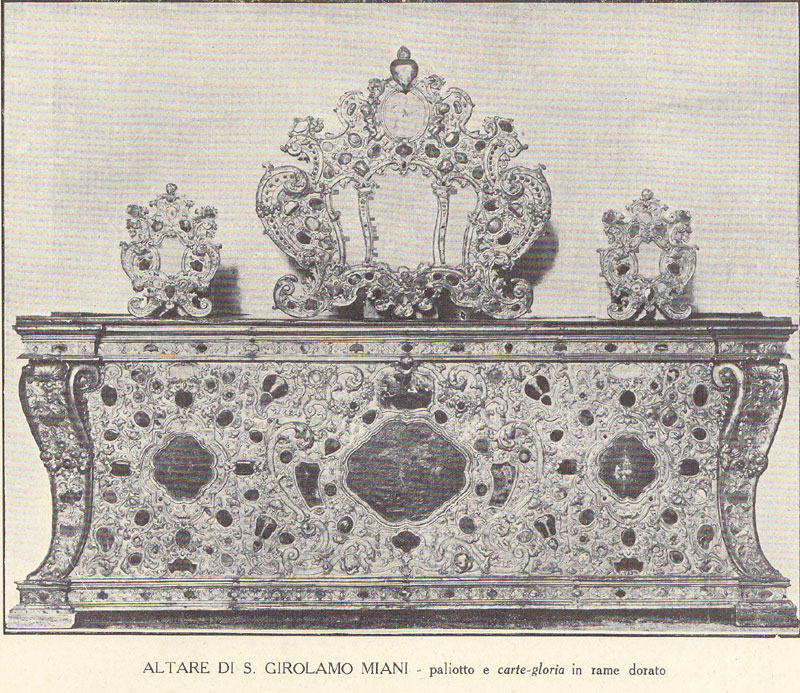 ALTARE DI S. GIROLAMO MIANI - paliotto e carte-gloria in rame dorato